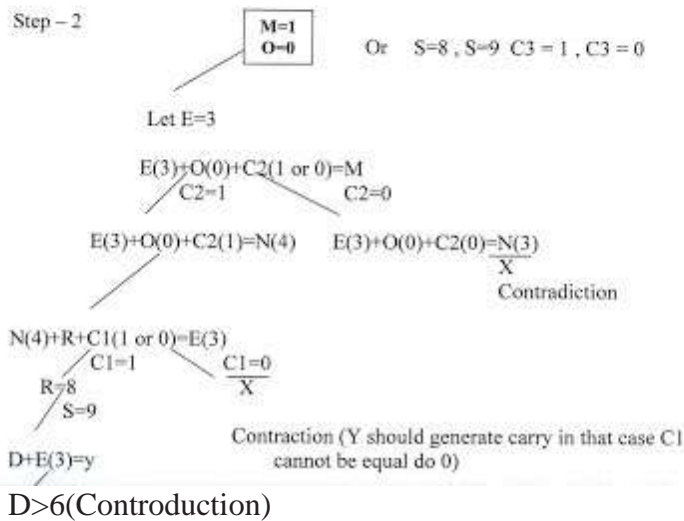 Step – 2
M=1
O=0
Or S=8 , S=9 C3 = 1 , C3 = 0
Let E=3
E(3)+O(0)+C2(1 or 0)=M
C2=1 C2=0
E(3)+O(0)+C2(1)=N(4) E(3)+O(0)+C2(0)=N(3)
X
Contradiction
N(4)+R+C1(1 or 0)=E(3)
C1=1 C1=0
R=8 X
S=9
Contraction (Y should generate carry in that case C1
D+E(3)=y cannot be equal do 0)
D>6(Controduction)